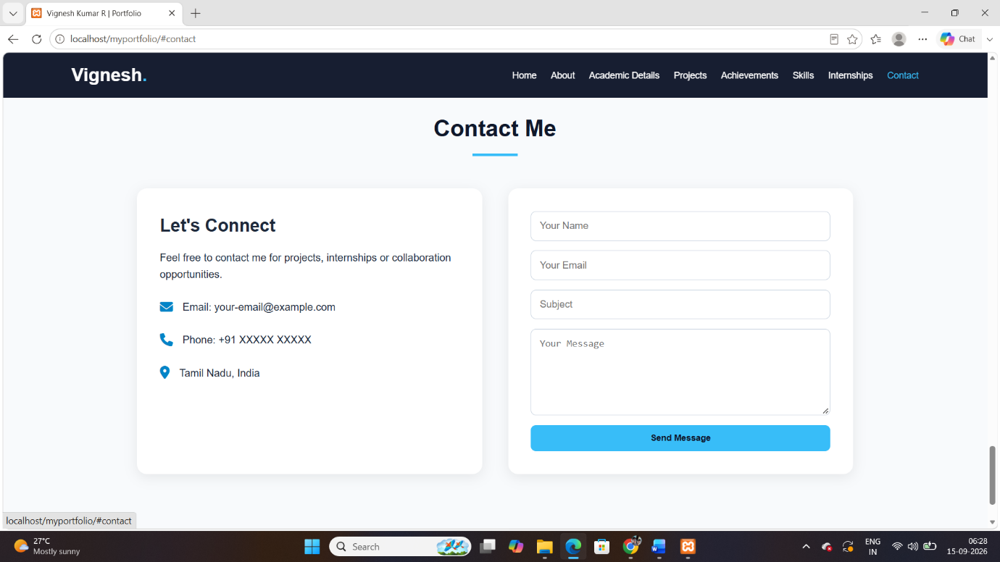 Vignesh Kumar R | Portfolio
localhost/myportfolio/#contact
Chat
Vignesh.
Home About Academic Details Projects Achievements Skills Internships Contact
Contact Me
Let's Connect
Feel free to contact me for projects, internships or collaboration
opportunities.
Email: your-email@example.com
Phone: +91 XXXXX XXXXX
Tamil Nadu, India
Your Name
Your Email
Subject
Your Message
Send Message
localhost/myportfolio/#contact
27°C
Mostly sunny
Search
ENG
IN
06:28
15-09-2026